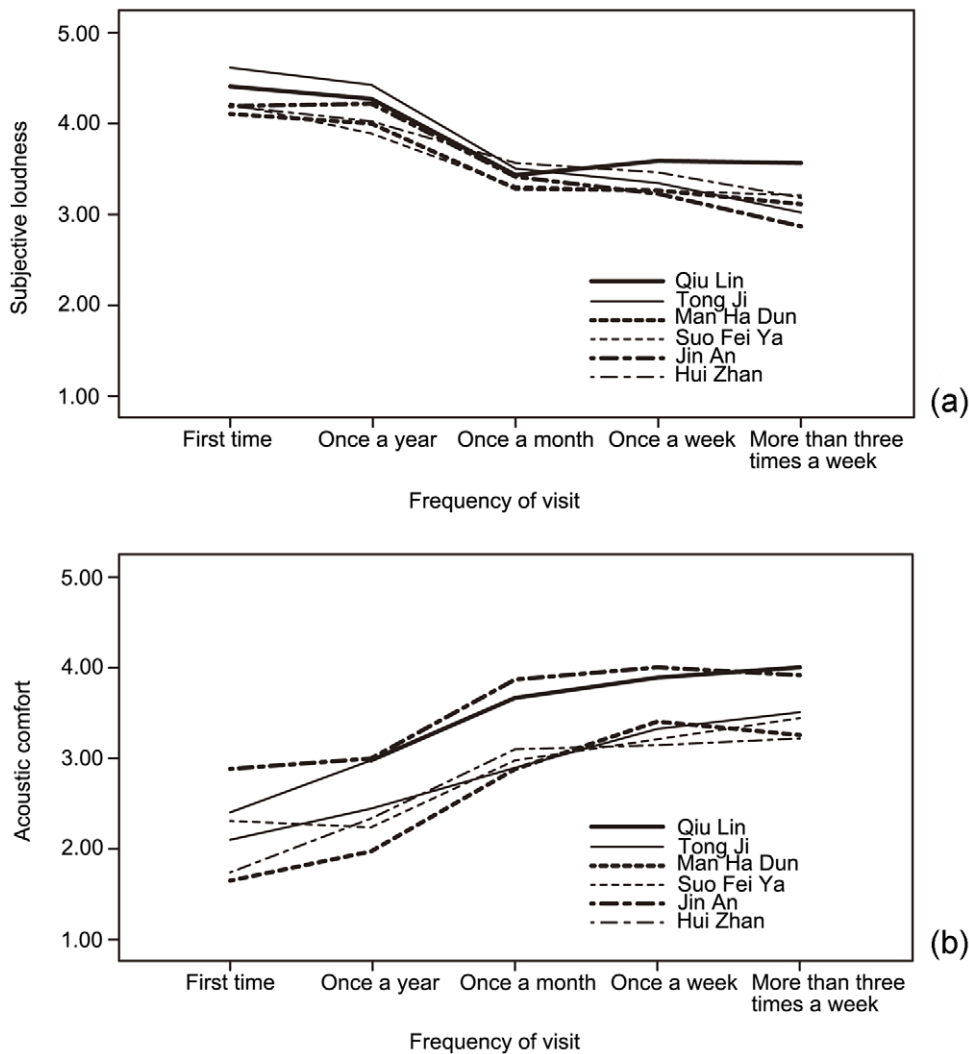 5.00
4.00
3.00
2.00
1.00
Subjective loudness
Qiu Lin
Tong Ji
Man Ha Dun
Suo Fei Ya
Jin An
Hui Zhan
(a)
First time
Once a year
Once a month
Once a week
More than three
times a week
Frequency of visit
5.00
4.00
3.00
2.00
1.00
Acoustic comfort
Qiu Lin
Tong Ji
Man Ha Dun
Suo Fei Ya
Jin An
Hui Zhan
(b)
First time
Once a year
Once a month
Once a week
More than three
times a week
Frequency of visit